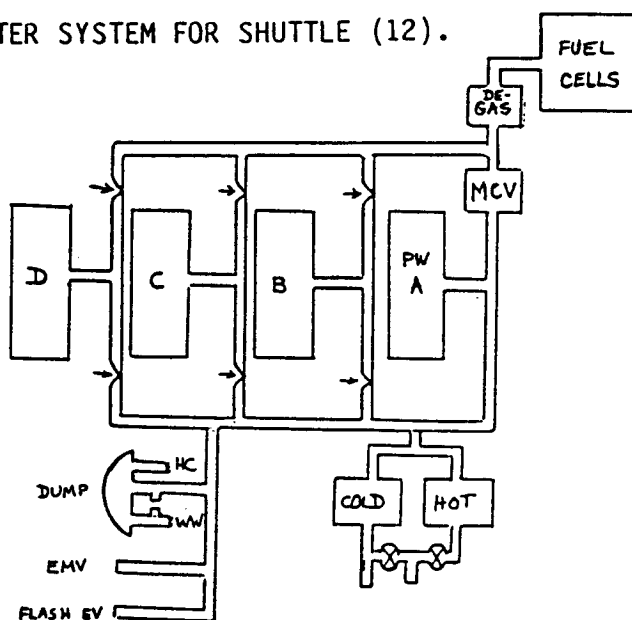 TER SYSTEM FOR SHUTTLE (12).
FUEL
CELLS
DE-
GAS
MCV
D
C
B
PW
A
HC
DUMP
WW
COLD
HOT
EMV
FLASH EV